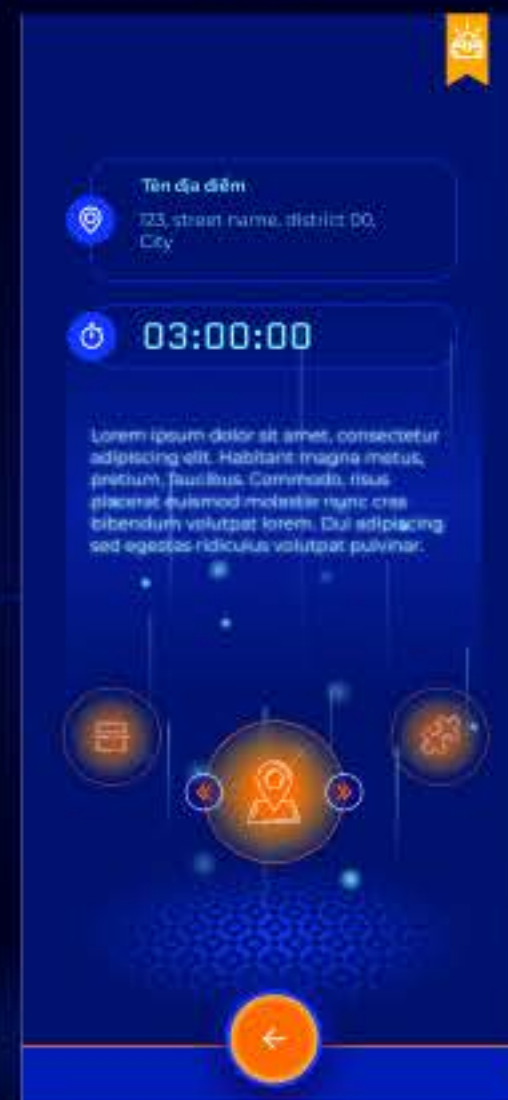 Tên địa điểm
123, street name, district 00,
City
03:00:00
Lorem ipsum dolor sit amet, consectetur
adipiscing elit. Habitant magna metus,
pretium, faucibus. Commodo, risus
placerat euismod molestie nunc cras
bibendum volutpat lorem. Dui adipiscing
sed egestas ridiculus volutpat pulvinar.